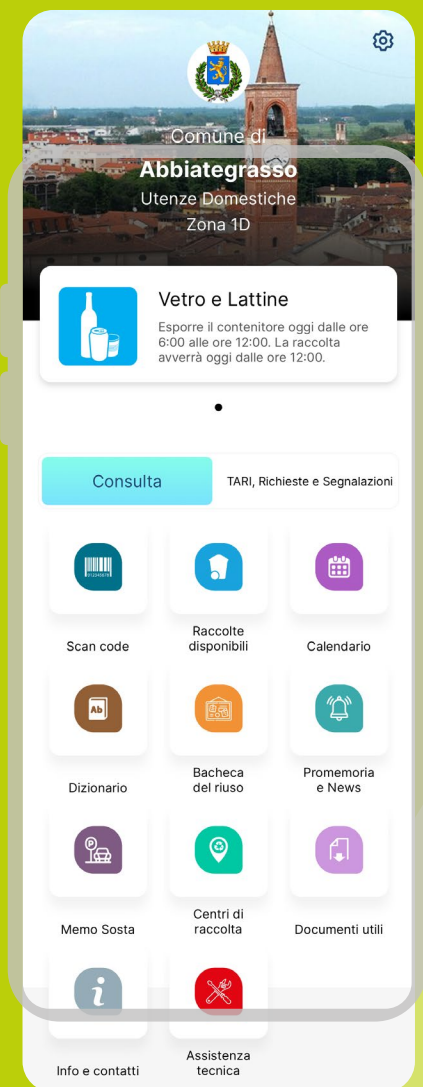 Comune di
Abbiategrasso
Utenze Domestiche
Zona 1D
Vetro e Lattine
Esporre il contenitore oggi dalle ore
6:00 alle ore 12:00. La raccolta
avverrà oggi dalle ore 12:00.
Consulta
TARI, Richieste e Segnalazioni
Scan code
Raccolte
disponibili
Calendario
Ab
Dizionario
Bacheca
del riuso
Promemoria
e News
P
Memo Sosta
Centri di
raccolta
Documenti utili
i
Info e contatti
Assistenza
tecnica